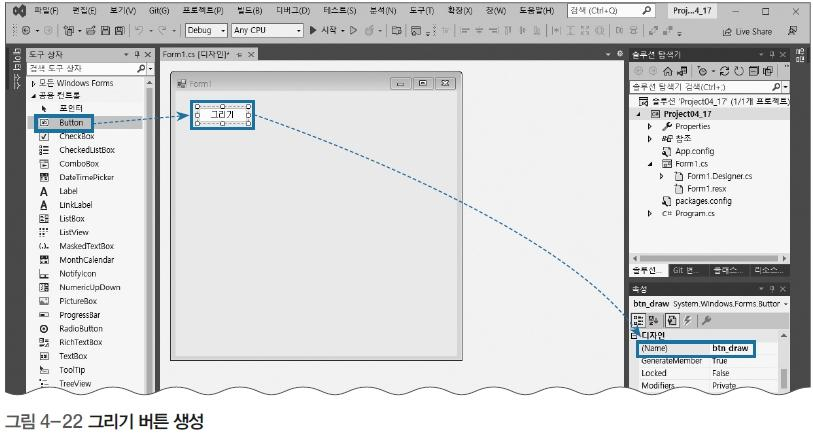 파일(F) 편집(E) 보기(V) Git(G) 프로젝트(P) 빌드(B) 디버그(D) 테스트(S) 분석(N) 도구(T) 확장(X) 창(W) 도움말(H) 검색 (Ctrl+Q) Proj...4_17
Debug Any CPU 시작 Live Share
도구 상자
검색 도구 상자
모든 Windows Forms
공용 컨트롤
포인터
Button
CheckBox
CheckedListBox
ComboBox
DateTimePicker
Label
LinkLabel
ListBox
ListView
MaskedTextBox
MonthCalendar
NotifyIcon
NumericUpDown
PictureBox
ProgressBar
RadioButton
RichTextBox
TextBox
ToolTip
TreeView
Form1.cs [디자인]*
Form1
그리기
솔루션 탐색기
솔루션 탐색기 검색(Ctrl+;)
솔루션 'Project04_17' (1/1개 프로젝트)
Project04_17
Properties
참조
App.config
Form1.cs
Form1.Designer.cs
Form1.resx
packages.config
C# Program.cs
솔루션... Git 변... 클래스... 리소스...
속성
btn_draw System.Windows.Forms.Button
디자인
(Name) btn_draw
GenerateMember True
Locked False
Modifiers Private
그림 4-22 그리기 버튼 생성